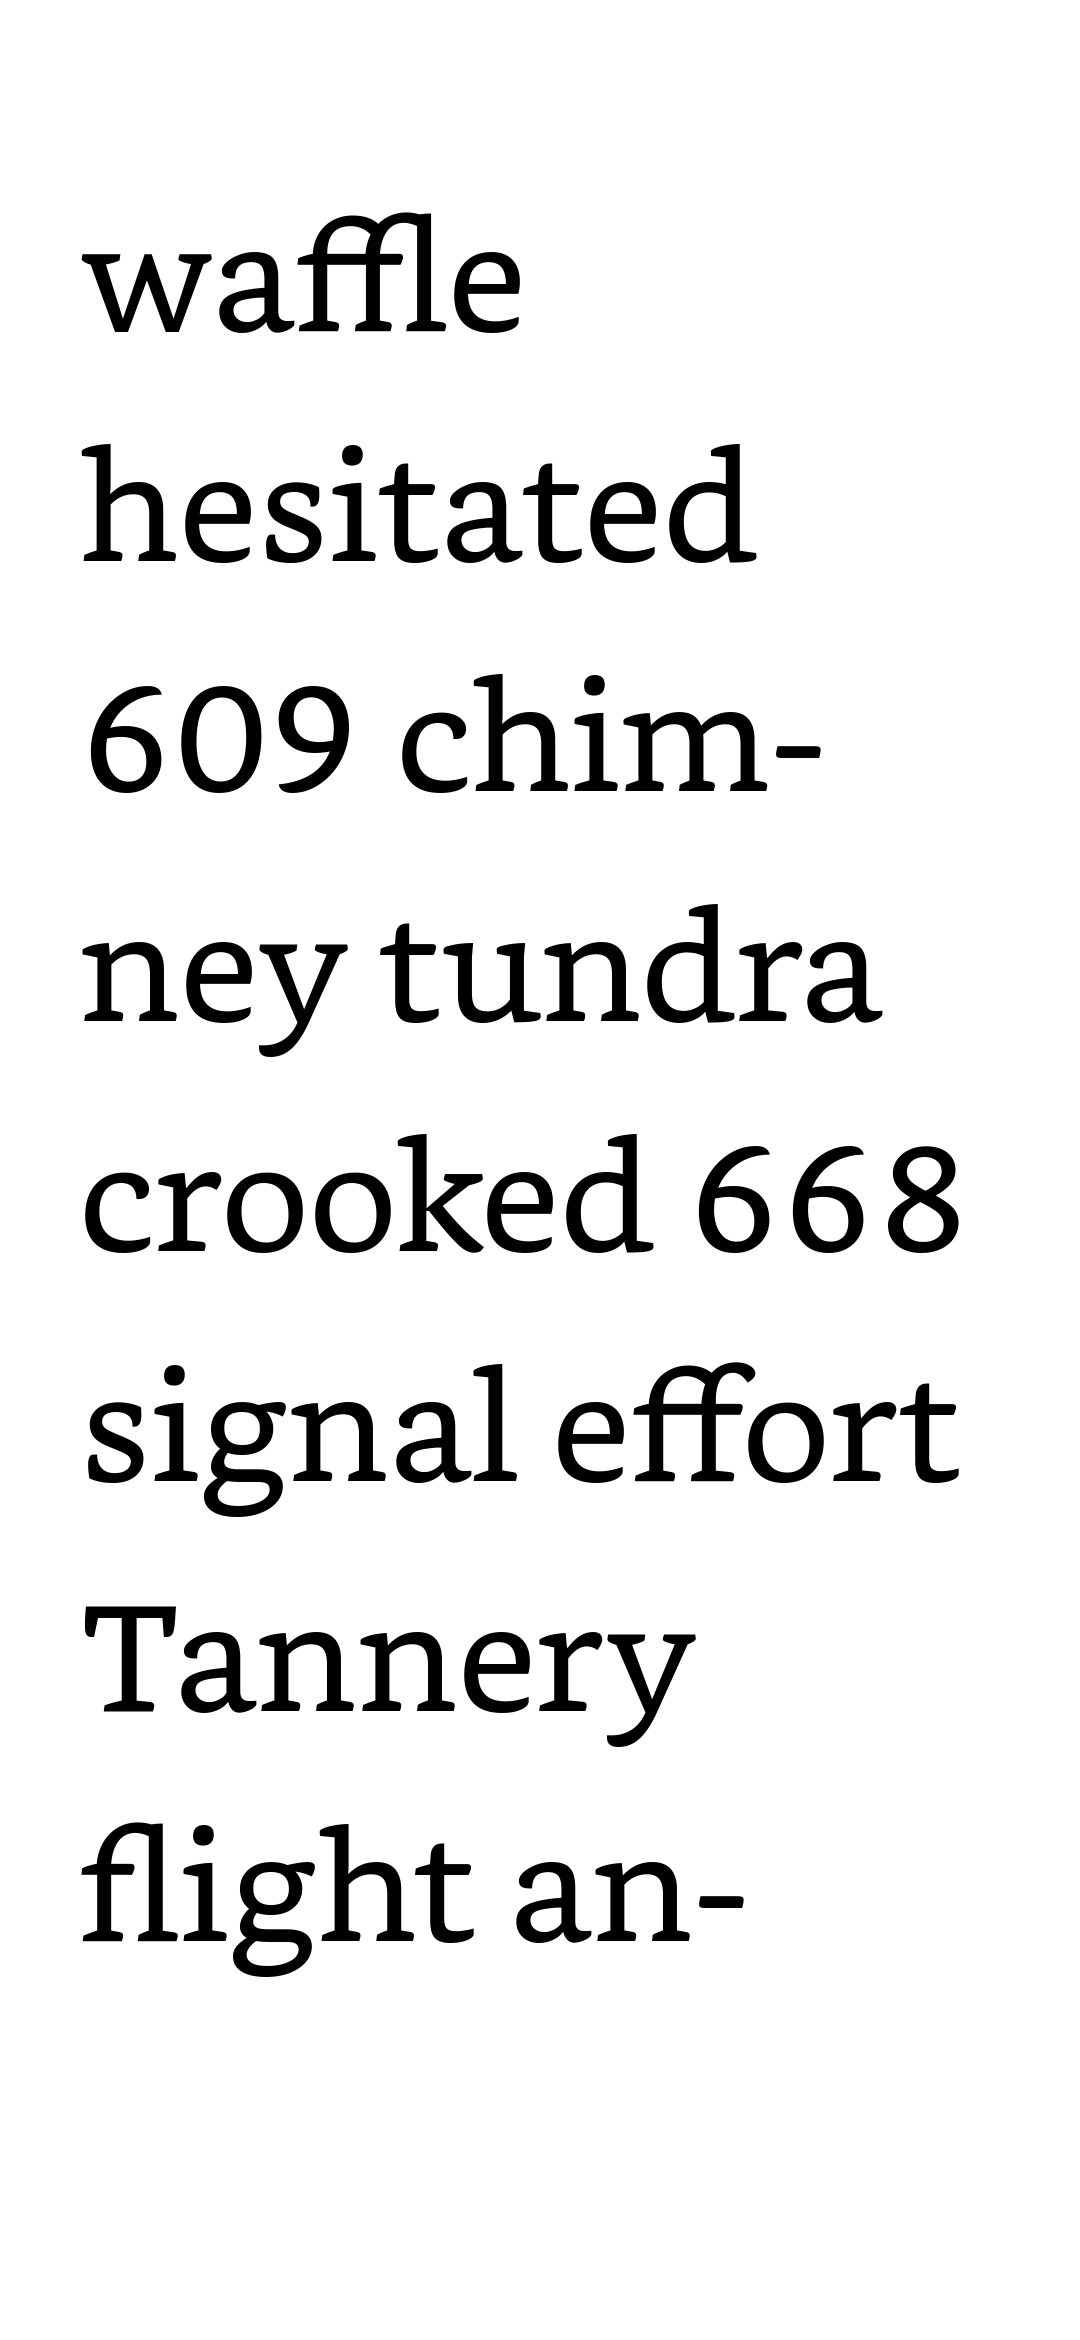 waffle
hesitated
609 chim-
ney tundra
crooked 668
signal effort
Tannery
flight an-